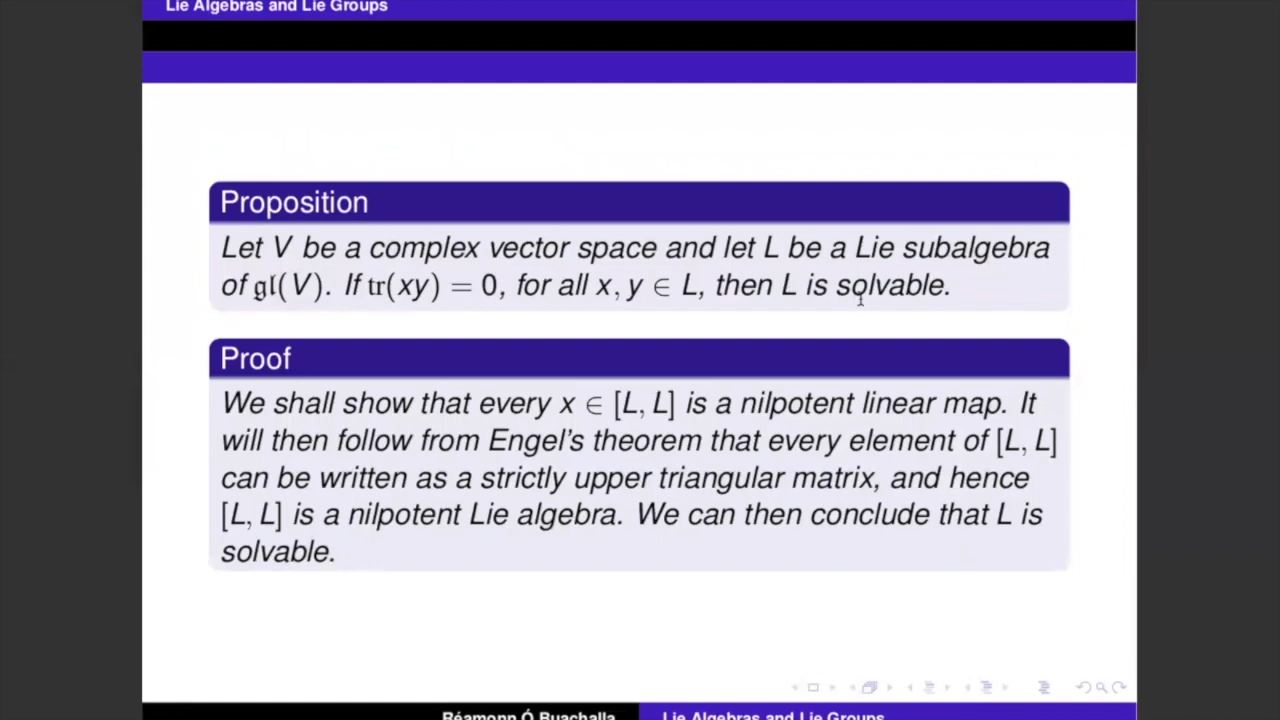 Lie Algebras and Lie Groups
Proposition
Let V be a complex vector space and let L be a Lie subalgebra
of 𝔤𝔩(V). If tr(xy) = 0, for all x, y ∈ L, then L is solvable.
Proof
We shall show that every x ∈ [L, L] is a nilpotent linear map. It
will then follow from Engel's theorem that every element of [L, L]
can be written as a strictly upper triangular matrix, and hence
[L, L] is a nilpotent Lie algebra. We can then conclude that L is
solvable.
Réamonn Ó Buachalla Lie Algebras and Lie Groups